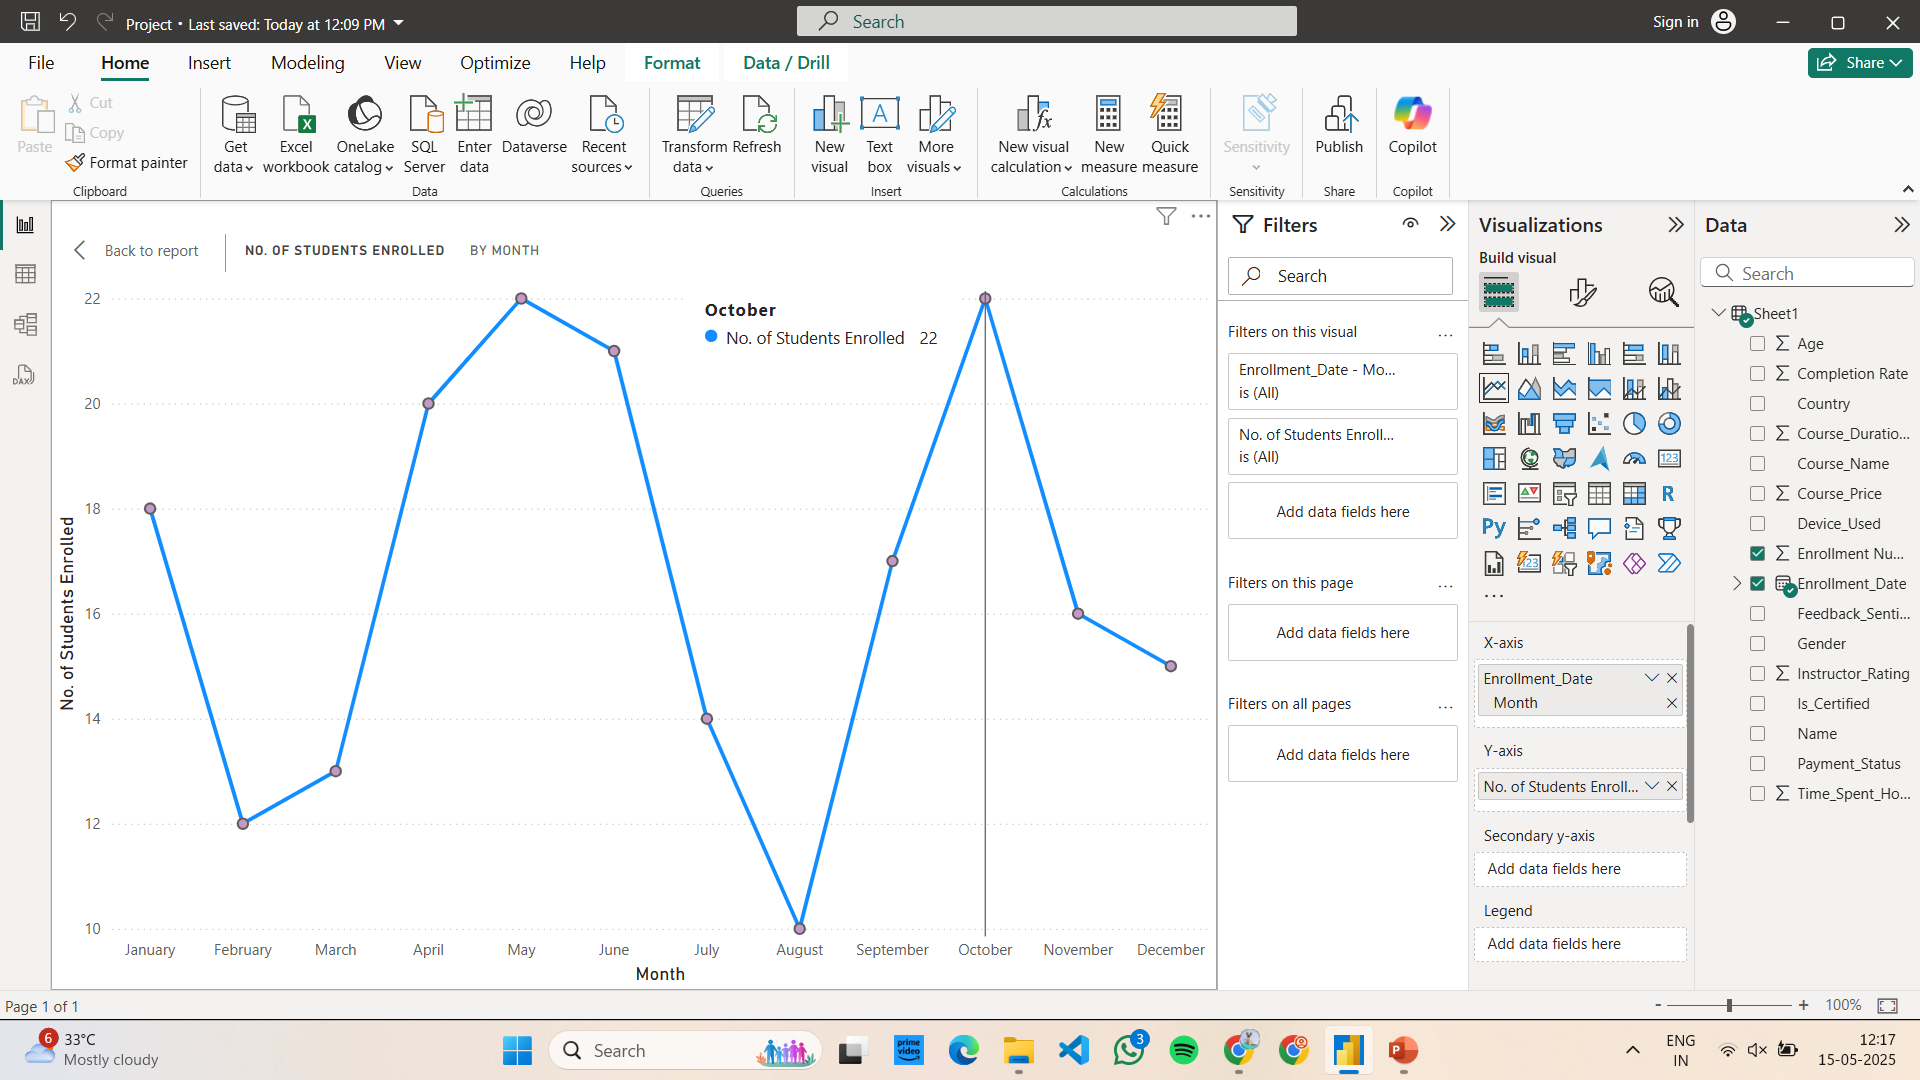 Project • Last saved: Today at 12:09 PM
Search
Sign in
File
Home
Insert
Modeling
View
Optimize
Help
Format
Data / Drill
Share
Paste
Cut
Copy
Format painter
Clipboard
Get data
Excel workbook
OneLake catalog
SQL Server
Enter data
Dataverse
Recent sources
Data
Transform data
Refresh
Queries
New visual
Text box
More visuals
Insert
New visual calculation
New measure
Quick measure
Calculations
Sensitivity
Sensitivity
Publish
Share
Copilot
Copilot
Back to report
NO. OF STUDENTS ENROLLED
BY MONTH
October
No. of Students Enrolled 22
No. of Students Enrolled
22
20
18
16
14
12
10
January
February
March
April
May
June
July
August
September
October
November
December
Month
Filters
Search
Filters on this visual
...
Enrollment_Date - Mo...
is (All)
No. of Students Enroll...
is (All)
Add data fields here
Filters on this page
...
Add data fields here
Filters on all pages
...
Add data fields here
Visualizations
Build visual
123
R
Py
123
...
X-axis
Enrollment_Date
Month
Y-axis
No. of Students Enroll...
Secondary y-axis
Add data fields here
Legend
Add data fields here
Data
Search
Sheet1
Age
Completion Rate
Country
Course_Duratio...
Course_Name
Course_Price
Device_Used
Enrollment Nu...
Enrollment_Date
Feedback_Senti...
Gender
Instructor_Rating
Is_Certified
Name
Payment_Status
Time_Spent_Ho...
Page 1 of 1
- + 100%
6
33°C
Mostly cloudy
Search
prime video
3
ENG
IN
12:17
15-05-2025